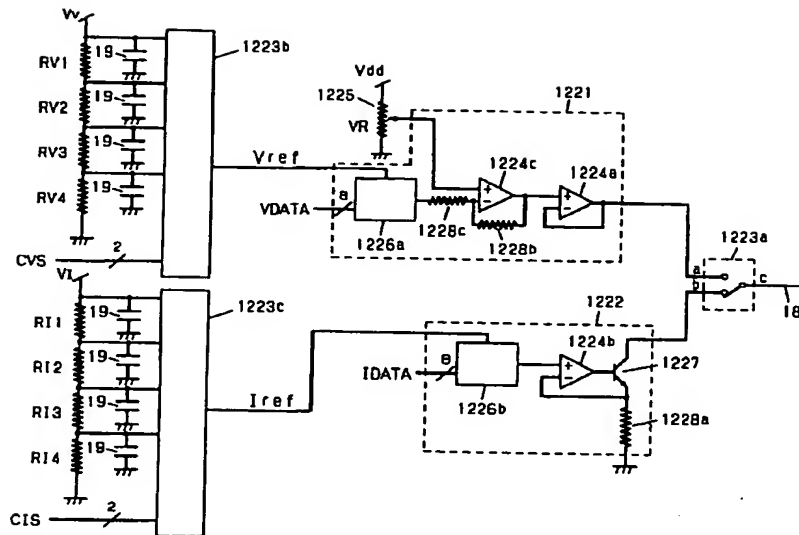 Vv
1223b
19
RV1
19
RV2
19
RV3
19
RV4
CVS
2
Vref
Vdd
1225
VR
1221
1224c
1224a
VDATA
8
1226a
1228c
1228b
1223a
a
b
c
18
VI
1223c
19
RI1
19
RI2
19
RI3
19
RI4
CIS
2
Iref
1222
1224b
IDATA
8
1226b
1227
1228a